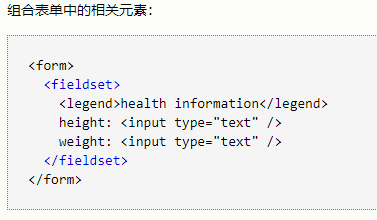 组合表单中的相关元素：
<form>
<fieldset>
<legend>health information</legend>
height: <input type="text" />
weight: <input type="text" />
</fieldset>
</form>